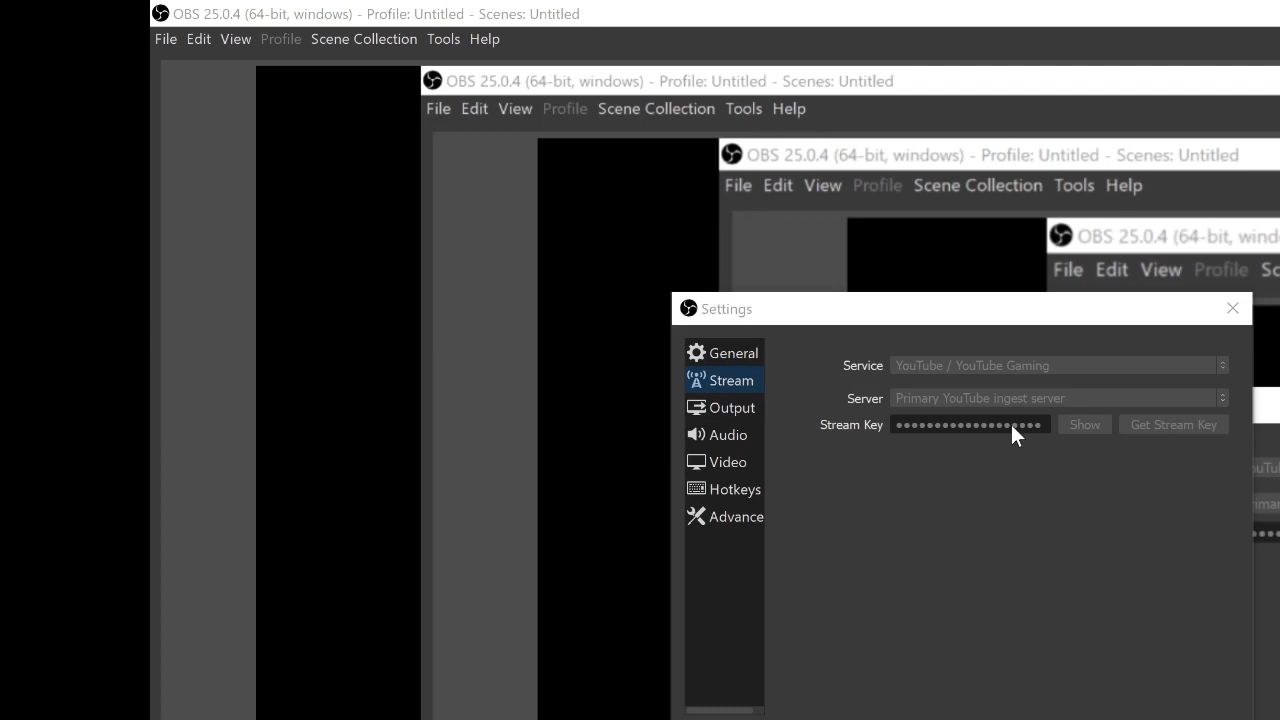 OBS 25.0.4 (64-bit, windows) - Profile: Untitled - Scenes: Untitled
File Edit View Profile Scene Collection Tools Help
OBS 25.0.4 (64-bit, windows) - Profile: Untitled - Scenes: Untitled
File Edit View Profile Scene Collection Tools Help
OBS 25.0.4 (64-bit, windows) - Profile: Untitled - Scenes: Untitled
File Edit View Profile Scene Collection Tools Help
OBS 25.0.4 (64-bit, wind
File Edit View Profile Sc
Settings
General
Stream
Output
Audio
Video
Hotkeys
Advance
Service YouTube / YouTube Gaming
Server Primary YouTube ingest server
Stream Key Show Get Stream Key